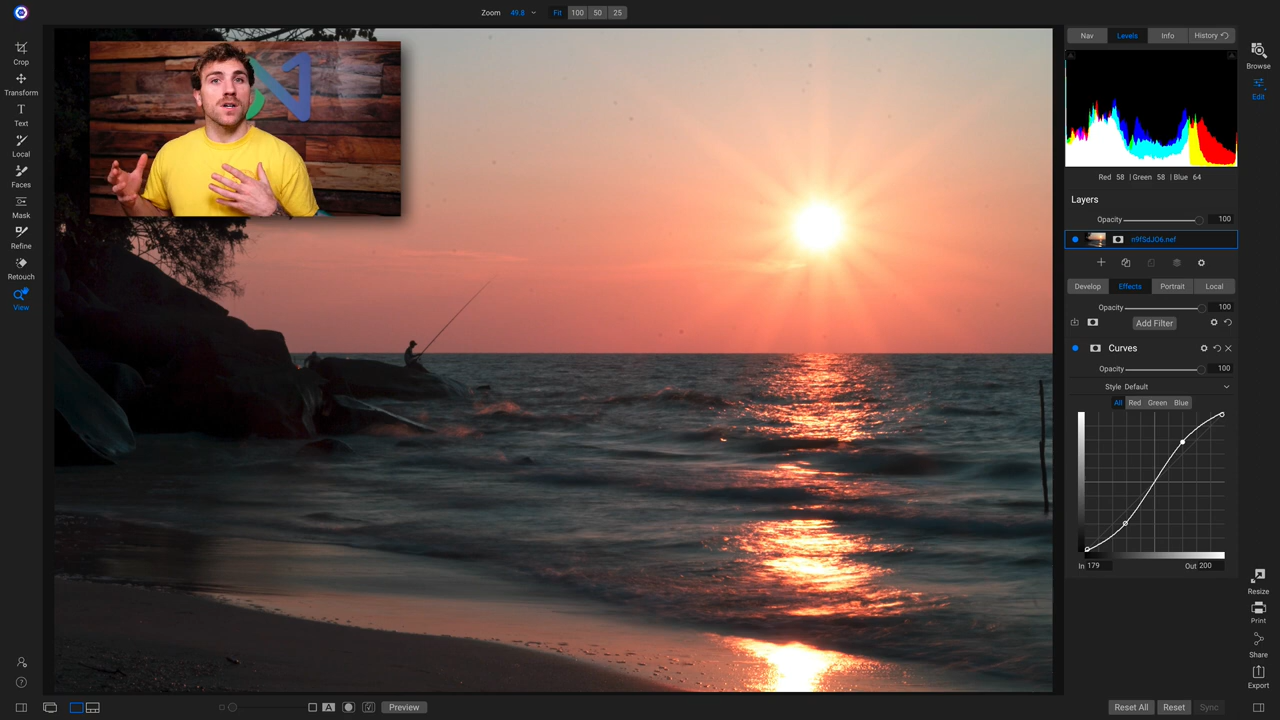 Zoom 49.8 Fit 100 50 25
Crop
Transform
Text
Local
Faces
Mask
Refine
Retouch
View
Nav Levels Info History
Red 58 | Green 58 | Blue 64
Layers
Opacity 100
n9fSdJO6.nef
Develop Effects Portrait Local
Opacity 100
Add Filter
Curves
Opacity 100
Style Default
All Red Green Blue
In 179 Out 200
Browse
Edit
Resize
Print
Share
Export
A Preview
Reset All Reset Sync